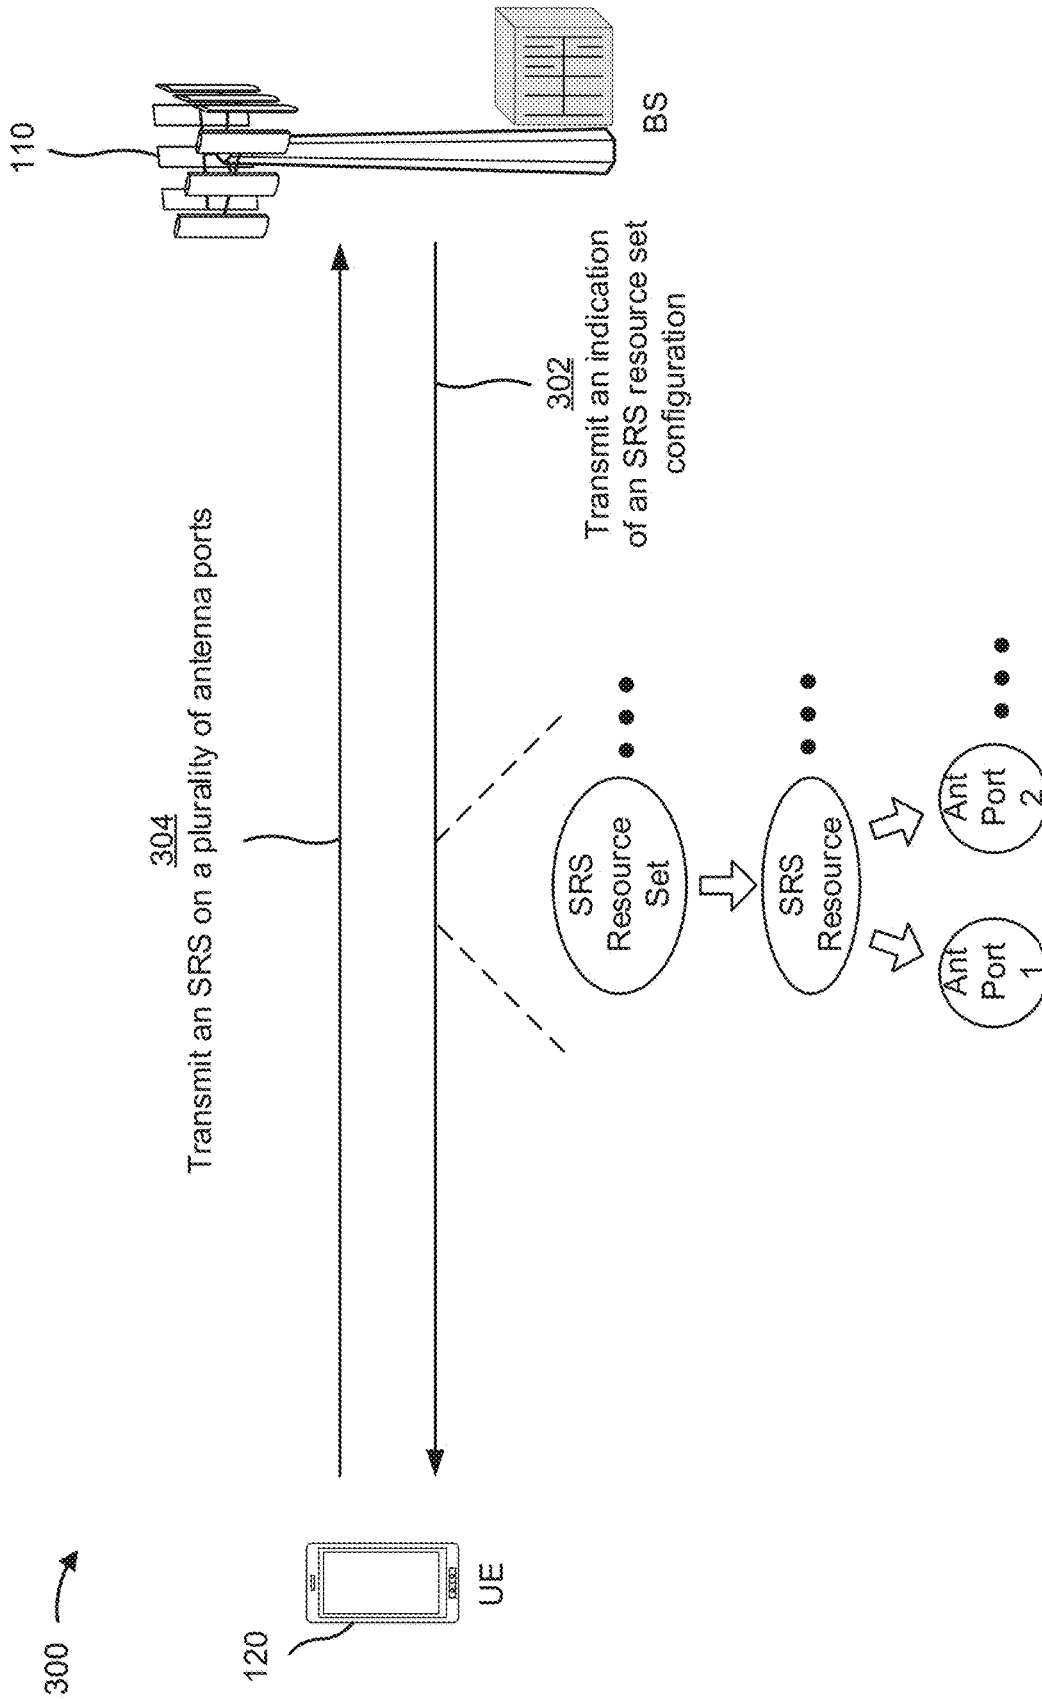 300
110
120
UE
BS
304
Transmit an SRS on a plurality of antenna ports
302
Transmit an indication
of an SRS resource set
configuration
SRS
Resource
Set
SRS
Resource
Ant
Port
1
Ant
Port
2